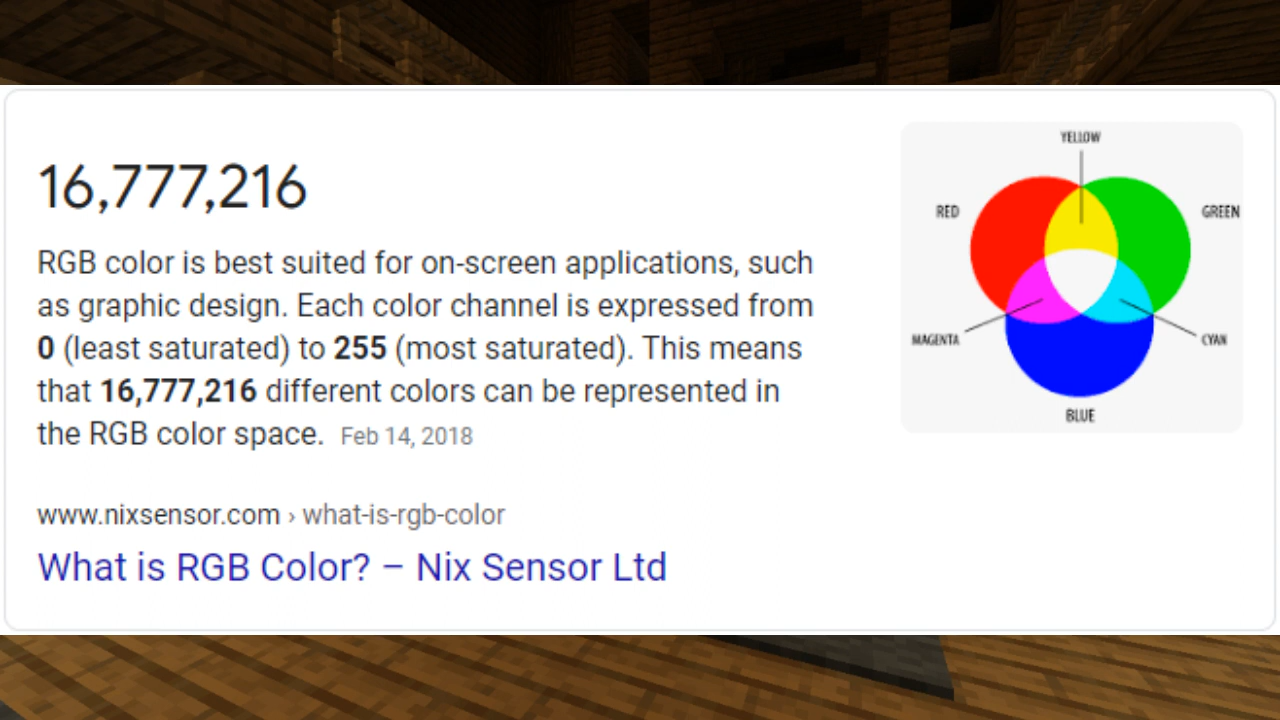 16,777,216
RGB color is best suited for on-screen applications, such
as graphic design. Each color channel is expressed from
0 (least saturated) to 255 (most saturated). This means
that 16,777,216 different colors can be represented in
the RGB color space. Feb 14, 2018
www.nixsensor.com › what-is-rgb-color
What is RGB Color? – Nix Sensor Ltd
YELLOW
RED
GREEN
MAGENTA
CYAN
BLUE